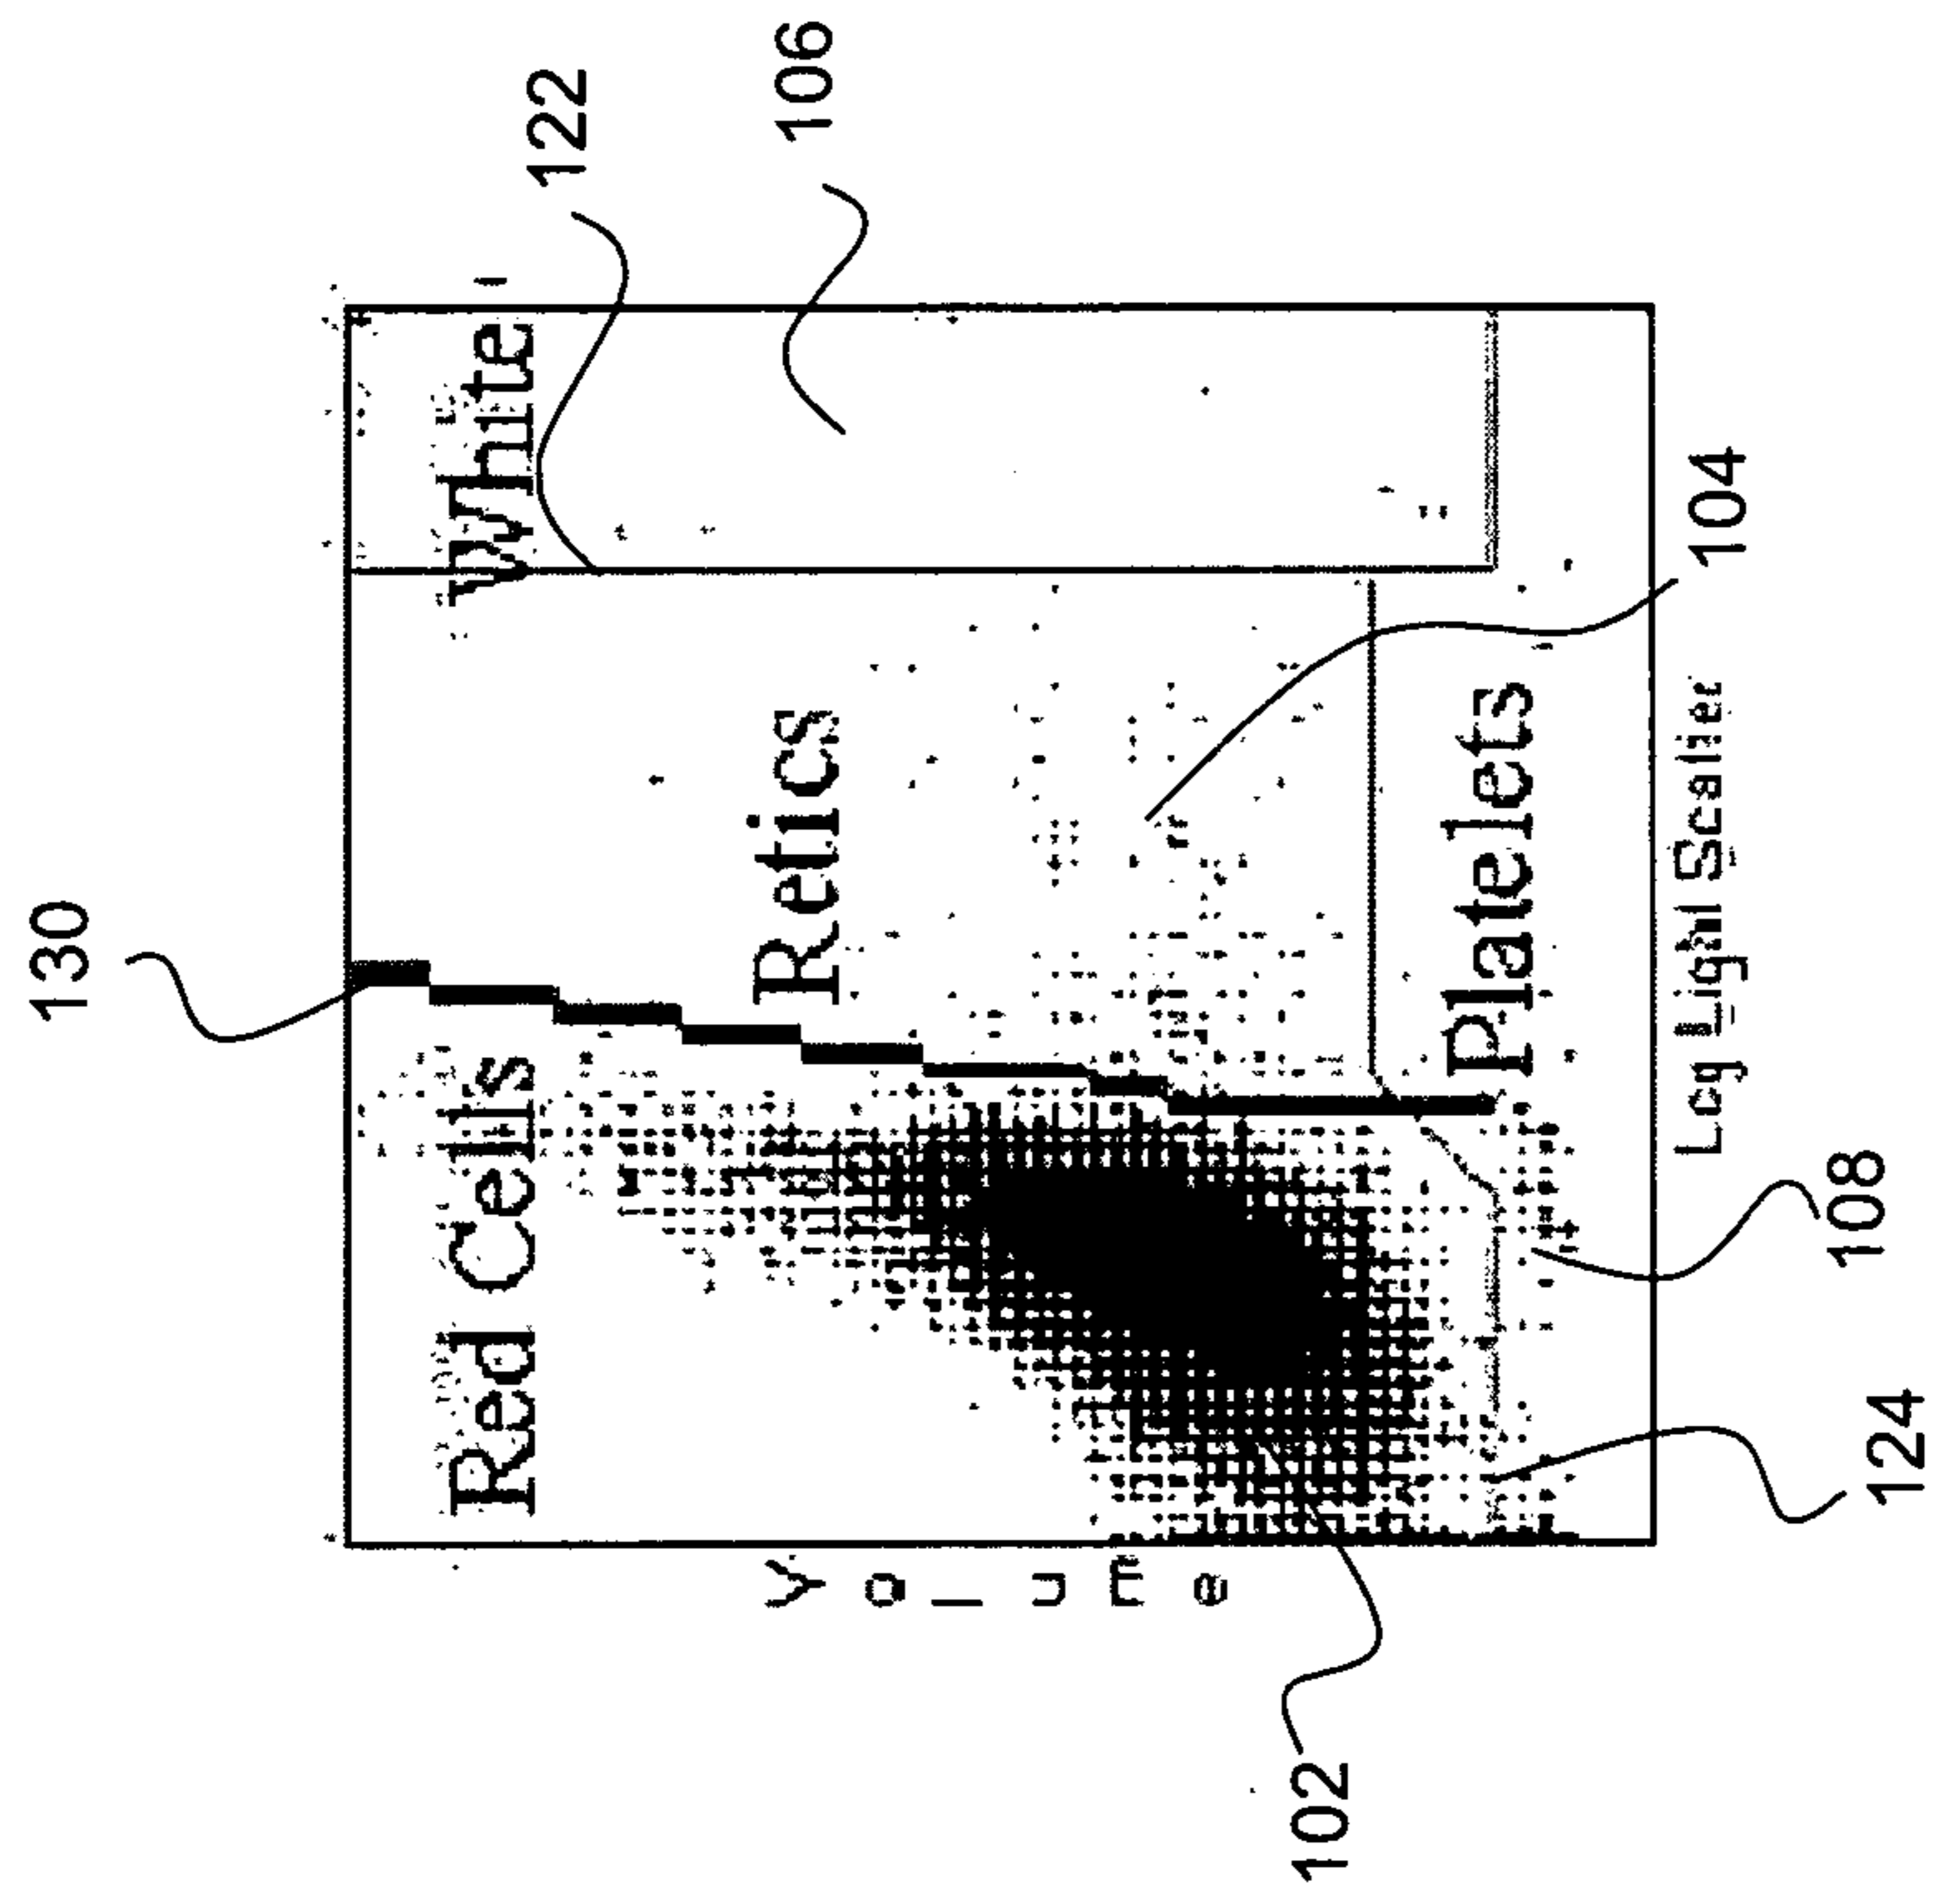 130
Red Cells White
122
Volume
Retics
106
102
Platelets
Log Light Scatter
104
108
124